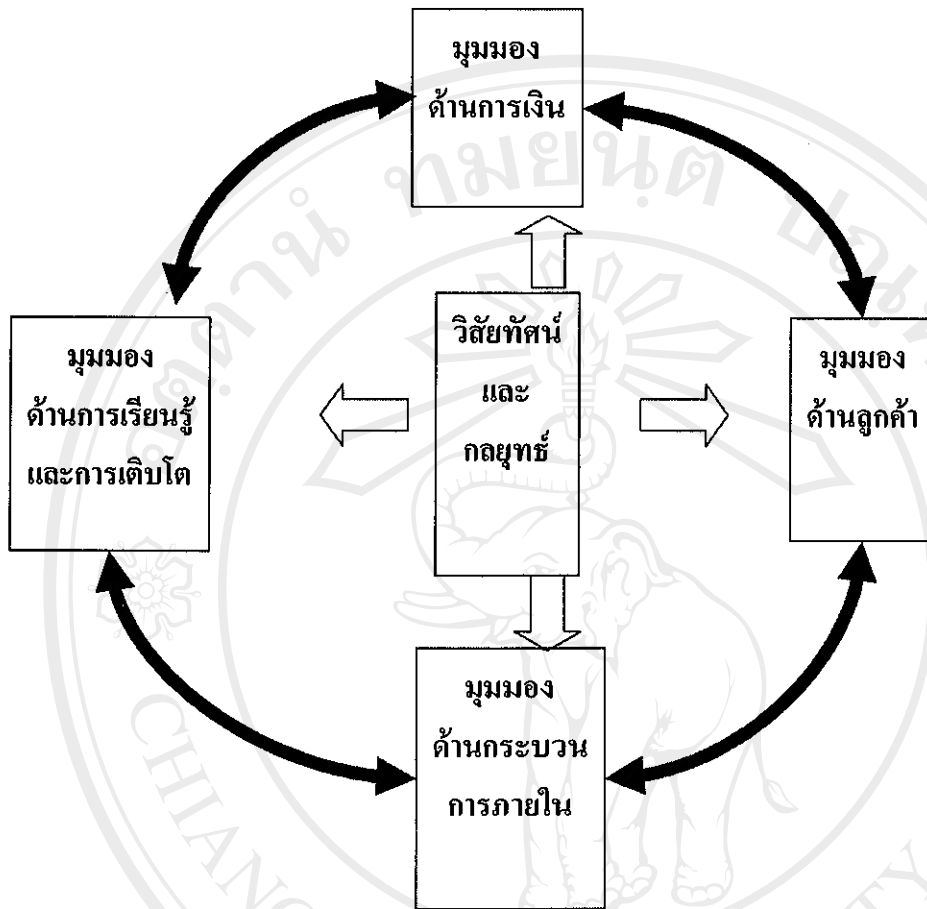 มุมมอง
ด้านการเงิน
วิสัยทัศน์
และ
กลยุทธ์
มุมมอง
ด้านการเรียนรู้
และการเติบโต
มุมมอง
ด้านลูกค้า
มุมมอง
ด้านกระบวน
การภายใน
CHIANG